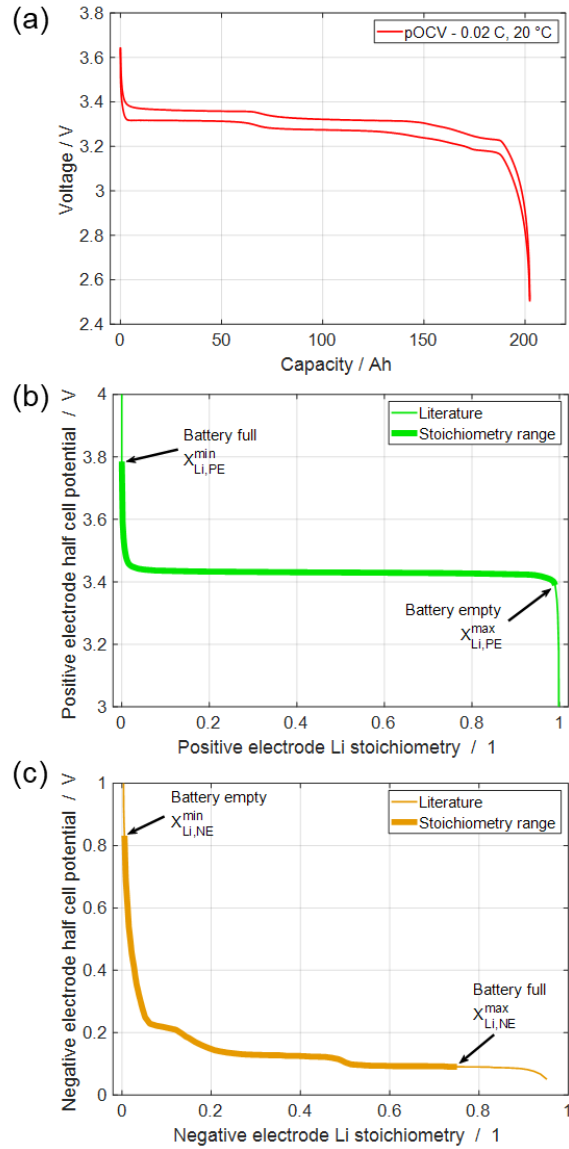 (a)
3.8
3.6
3.4
3.2
3
2.8
2.6
2.4
Voltage / V
pOCV - 0.02 C, 20 °C
0
50
100
150
200
Capacity / Ah
(b)
4
3.8
3.6
3.4
3.2
3
Positive electrode half cell potential / V
Literature
Stoichiometry range
Battery full
X^min_Li,PE
Battery empty
X^max_Li,PE
0
0.2
0.4
0.6
0.8
1
Positive electrode Li stoichiometry / 1
(c)
1
0.8
0.6
0.4
0.2
0
Negative electrode half cell potential / V
Battery empty
X^min_Li,NE
Literature
Stoichiometry range
Battery full
X^max_Li,NE
0
0.2
0.4
0.6
0.8
1
Negative electrode Li stoichiometry / 1